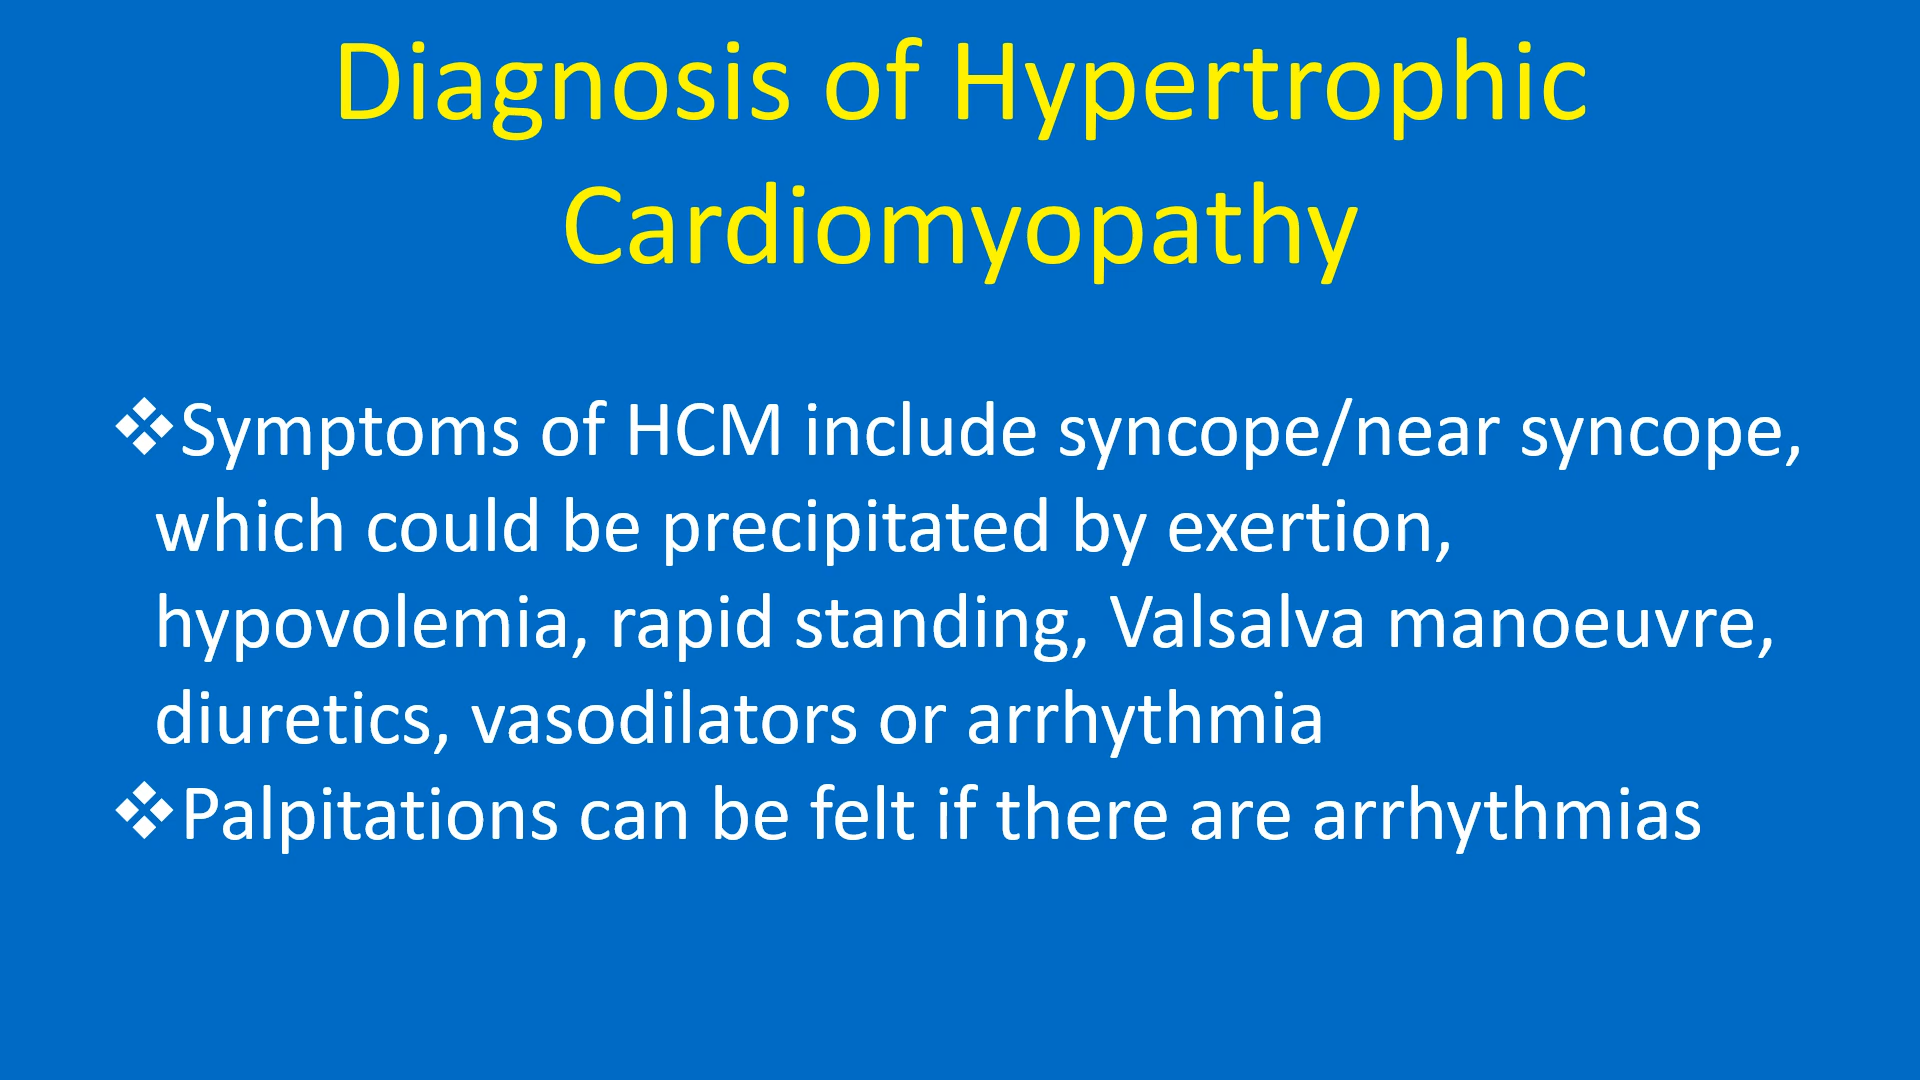 Diagnosis of Hypertrophic
Cardiomyopathy
❖Symptoms of HCM include syncope/near syncope,
which could be precipitated by exertion,
hypovolemia, rapid standing, Valsalva manoeuvre,
diuretics, vasodilators or arrhythmia
❖Palpitations can be felt if there are arrhythmias